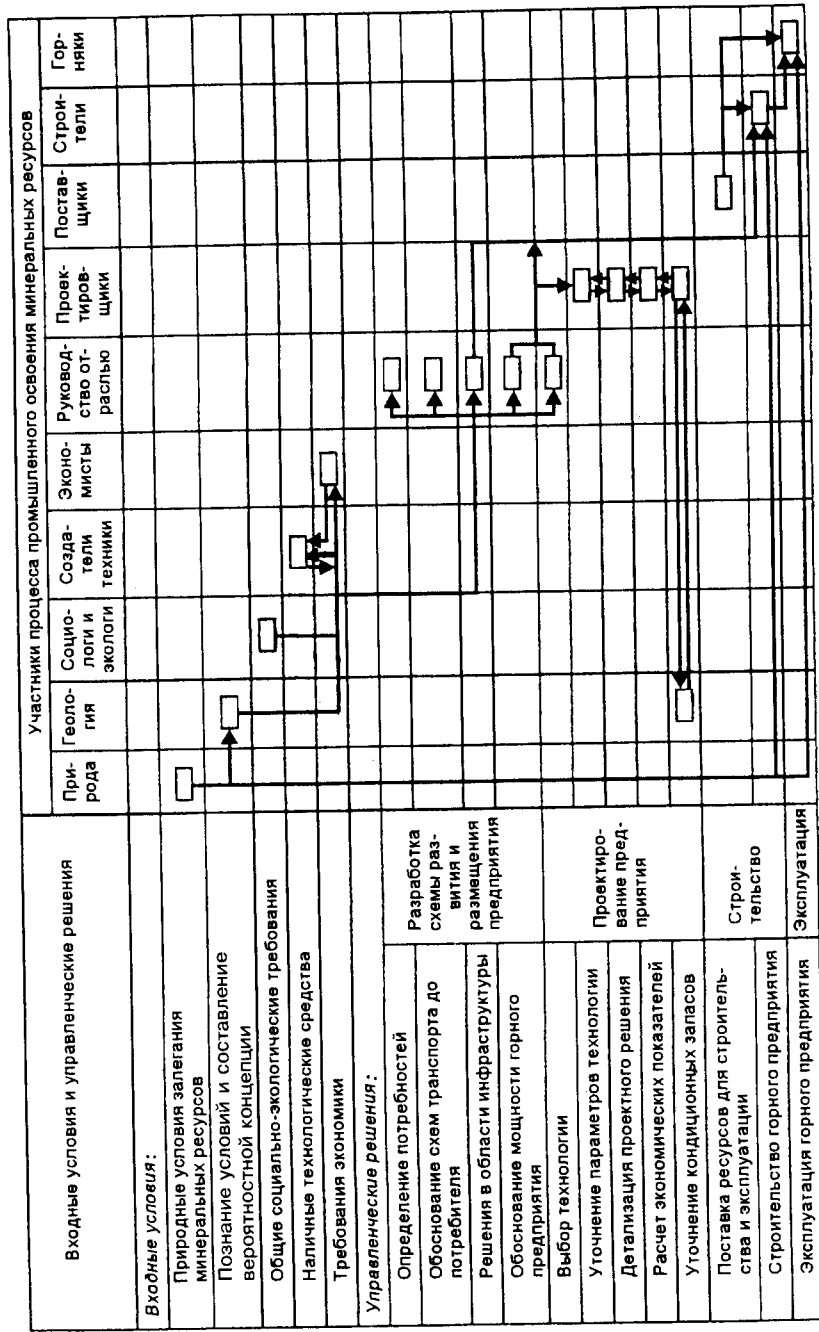 Входные условия и управленческие решения
Участники процесса промышленного освоения минеральных ресурсов
При-
рода
Геоло-
гия
Социо-
логи и
экологи
Созда-
тели
техники
Эконо-
мисты
Руковод-
ство от-
раслью
Проек-
тиров-
щики
Постав-
щики
Строи-
тели
Гор-
няки
Входные условия:
Природные условия залегания
минеральных ресурсов
Познание условий и составление
вероятностной концепции
Общие социально-экологические требования
Наличные технологические средства
Требования экономики
Управленческие решения:
Определение потребностей
Обоснование схем транспорта до
потребителя
Решения в области инфраструктуры
Обоснование мощности горного
предприятия
Разработка
схемы раз-
вития и
размещения
предприятия
Выбор технологии
Уточнение параметров технологии
Детализация проектного решения
Расчет экономических показателей
Уточнение кондиционных запасов
Проектиро-
вание пред-
приятия
Поставка ресурсов для строитель-
ства и эксплуатации
Строительство горного предприятия
Строи-
тельство
Эксплуатация горного предприятия
Эксплуатация